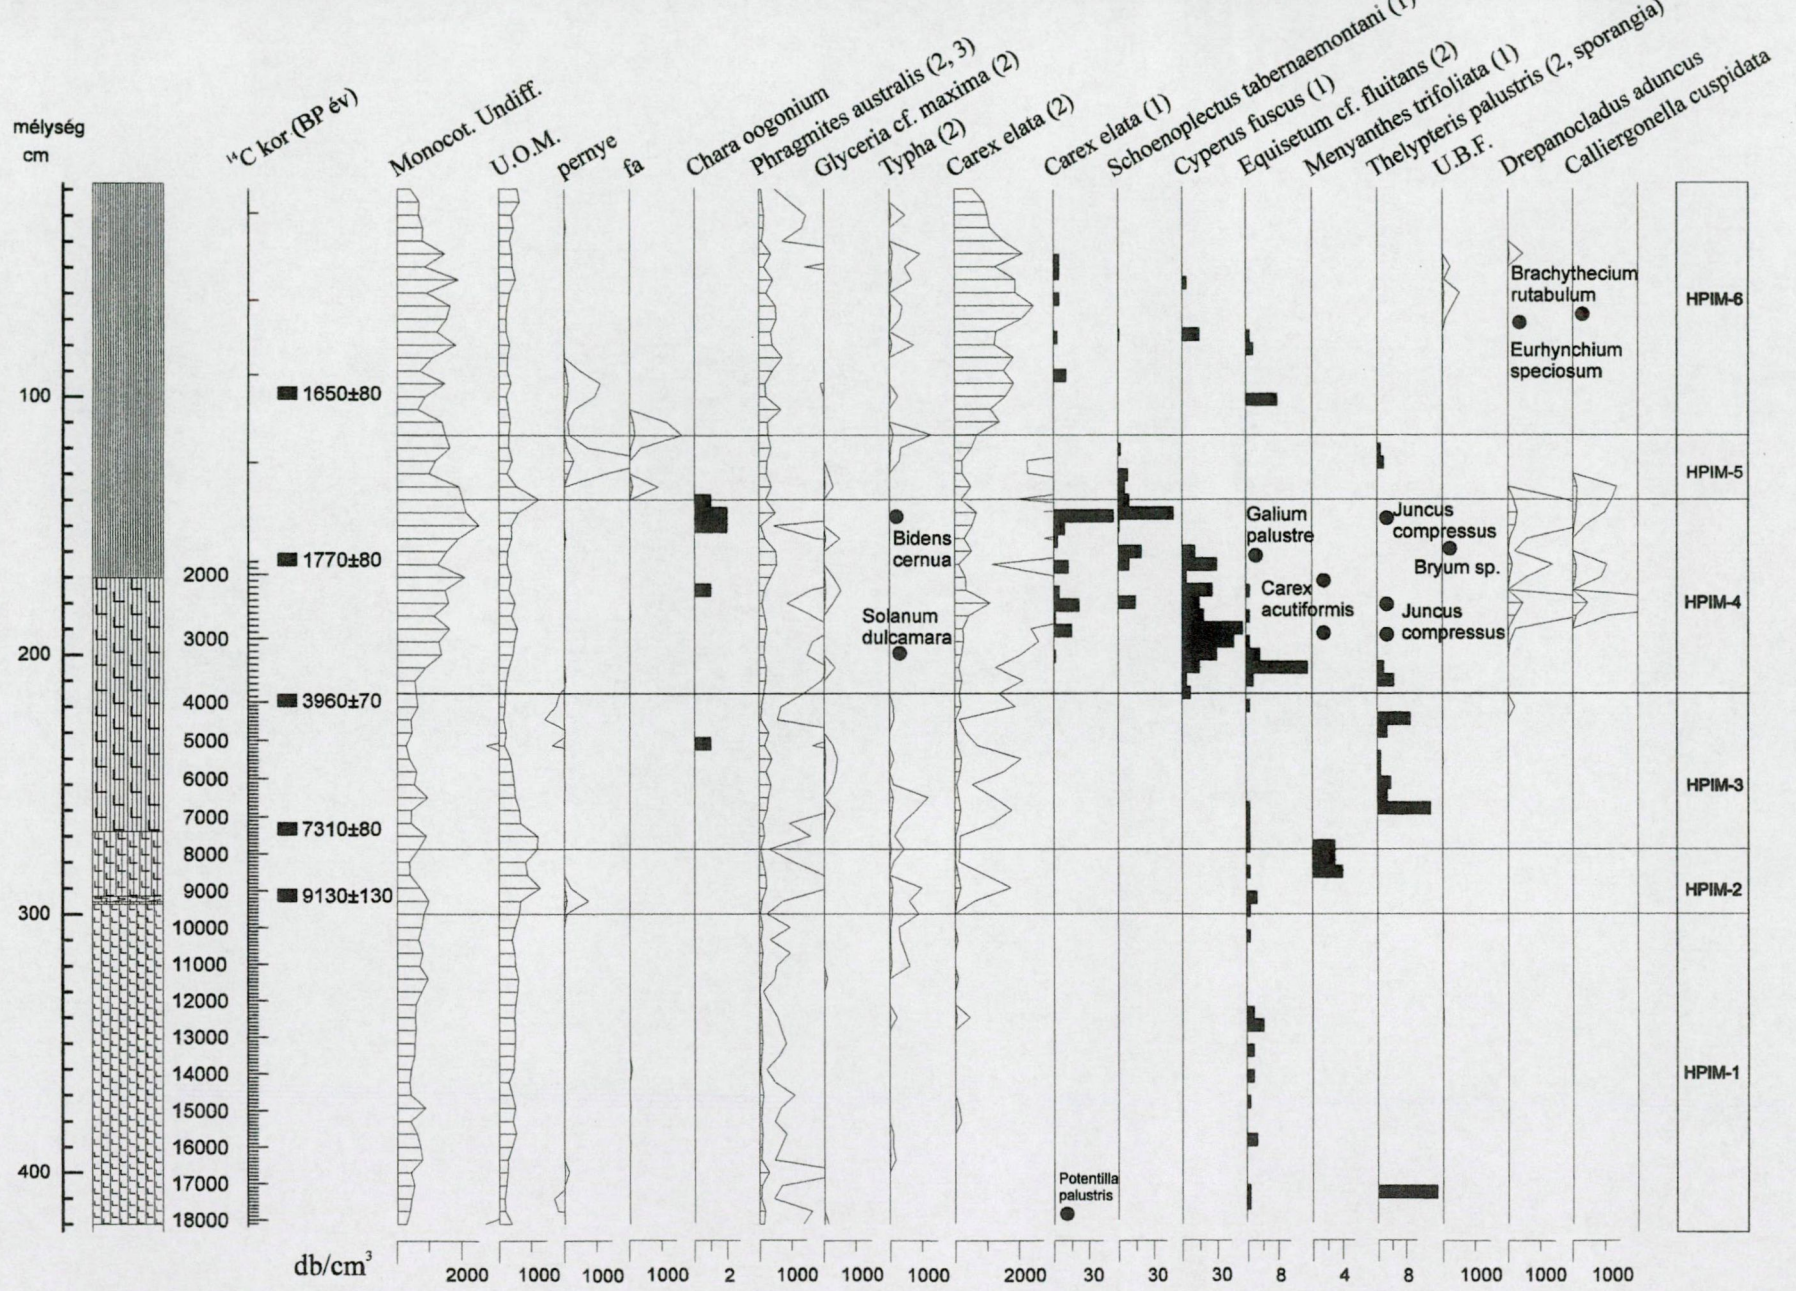 mélység
cm
¹⁴C kor (BP év)
Monocot. Undiff.
U.O.M.
pernye
fa
Chara oogonium
Phragmites australis (2, 3)
Glyceria cf. maxima (2)
Typha (2)
Carex elata (2)
Carex elata (1)
Schoenoplectus tabernaemontani (1)
Cyperus fuscus (1)
Equisetum cf. fluitans (2)
Menyanthes trifoliata (1)
Thelypteris palustris (2, sporangia)
U.B.F.
Drepanocladus aduncus
Calliergonella cuspidata
Brachythecium
rutabulum
HPIM-6
Eurhynchium
speciosum
100
1650±80
HPIM-5
Galium
palustre
Juncus
compressus
Bidens
cernua
1770±80
Bryum sp.
2000
Carex
acutiformis
HPIM-4
Solanum
dulcamara
Juncus
compressus
3000
200
4000
3960±70
5000
6000
HPIM-3
7000
7310±80
8000
9000
9130±130
HPIM-2
300
10000
11000
12000
13000
14000
HPIM-1
15000
16000
400
17000
Potentilla
palustris
18000
db/cm³
2000 1000 1000 1000 2 1000 1000 1000 2000 30 30 30 8 4 8 1000 1000 1000